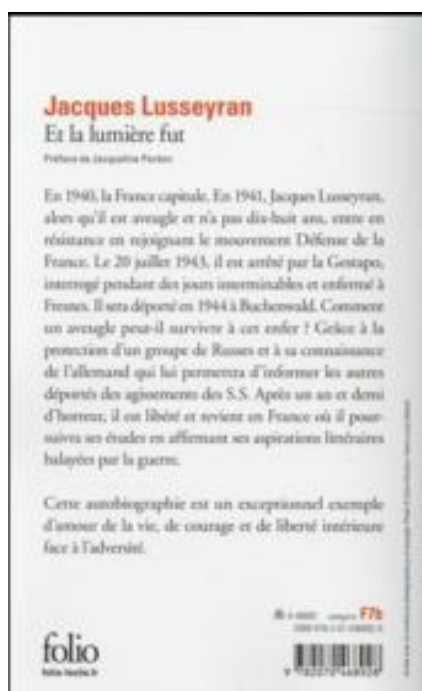 Jacques Lusseyran
Et la lumière fut
Préface de Jacqueline Pardon
En 1940, la France capitule. En 1941, Jacques Lusseyran,
alors qu'il est aveugle et n'a pas dix-huit ans, entre en
résistance en rejoignant le mouvement Défense de la
France. Le 20 juillet 1943, il est arrêté par la Gestapo,
interrogé pendant des jours interminables et enfermé à
Fresnes. Il sera déporté en 1944 à Buchenwald. Comment
un aveugle peut-il survivre à cet enfer ? Grâce à la
protection d'un groupe de Russes et à sa connaissance
de l'allemand qui lui permettra d'informer les autres
déportés des agissements des S.S. Après un an et demi
d'horreur, il est libéré et revient en France où il pour-
suivra ses études en affirmant ses aspirations littéraires
balayées par la guerre.
Cette autobiographie est un exceptionnel exemple
d'amour de la vie, de courage et de liberté intérieure
face à l'adversité.
catégorie F7b
folio
folio-lesite.fr